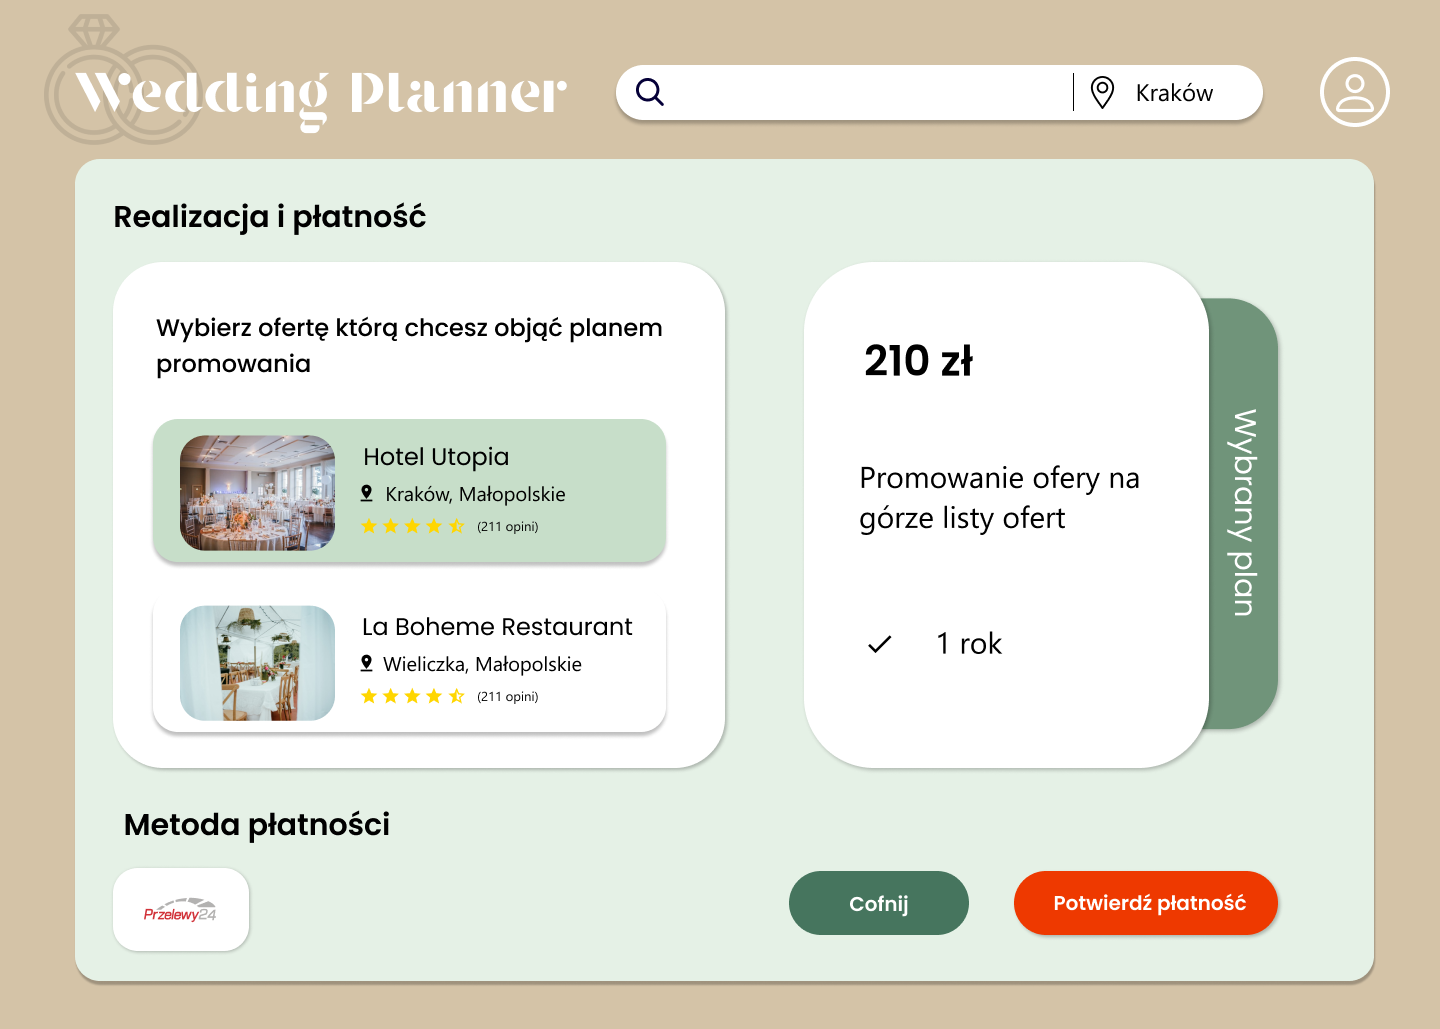 Wedding Planner
Kraków
Realizacja i płatność
Wybierz ofertę którą chcesz objąć planem
promowania
Hotel Utopia
Kraków, Małopolskie
(211 opini)
La Boheme Restaurant
Wieliczka, Małopolskie
(211 opini)
210 zł
Promowanie ofery na
górze listy ofert
1 rok
Wybrany plan
Metoda płatności
Przelewy24
Cofnij
Potwierdź płatność